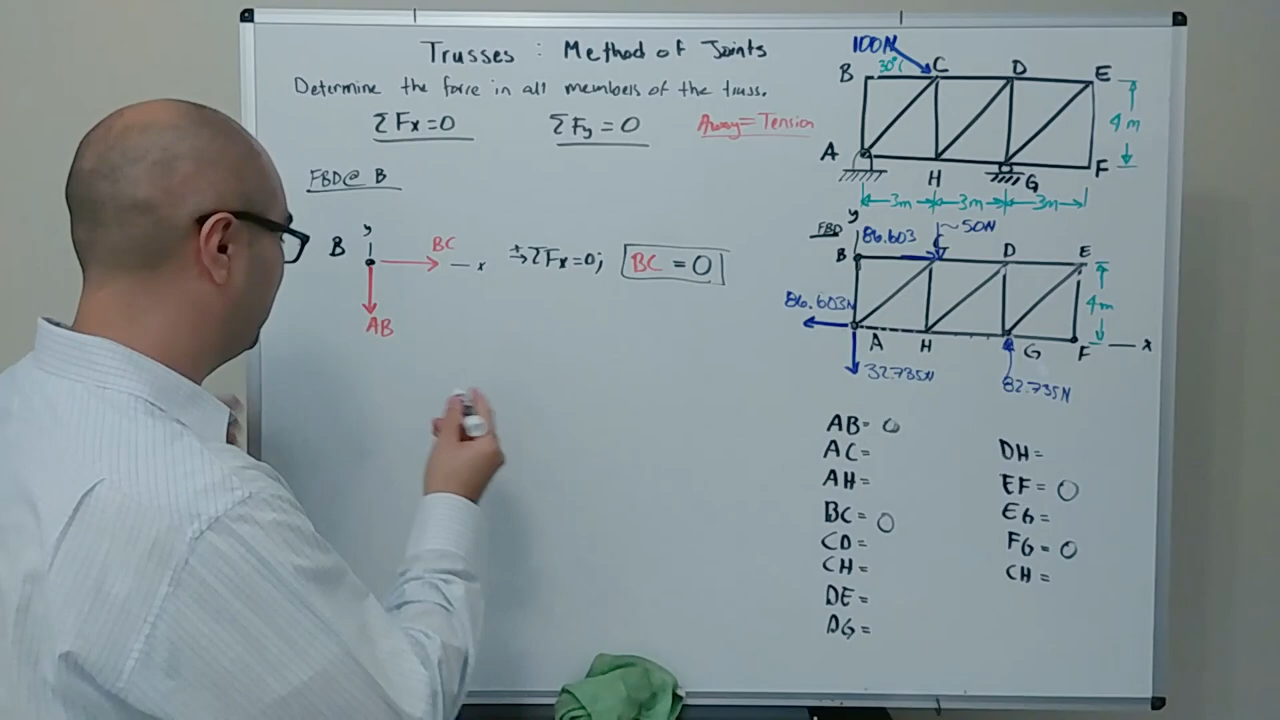 Trusses : Method of Joints
Determine the force in all members of the truss.
ΣFx=0 ΣFy=0 Away=Tension
FBD@ B
y
B
BC
x
AB
+→ΣFx=0; BC = 0
100N
30°
B C D E
4 m
A
H G F
3m 3m 3m
FBD
y
86.603
50N
B C D E
86.603N
4m
A H G F
x
32.735N 82.735N
AB= 0
AC=
AH=
BC= 0
CD=
CH=
DE=
DG=
DH=
EF= 0
EG=
FG= 0
CH=